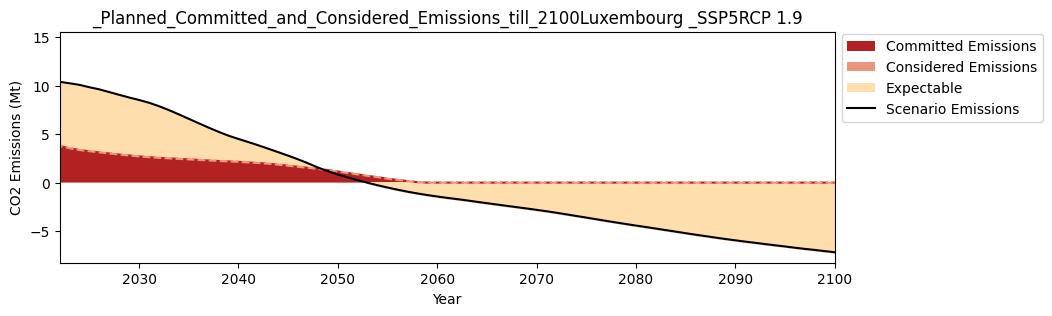 _Planned_Committed_and_Considered_Emissions_till_2100Luxembourg _SSP5RCP 1.9
15
10
5
0
−5
CO2 Emissions (Mt)
2030 2040 2050 2060 2070 2080 2090 2100
Year
Committed Emissions
Considered Emissions
Expectable
Scenario Emissions